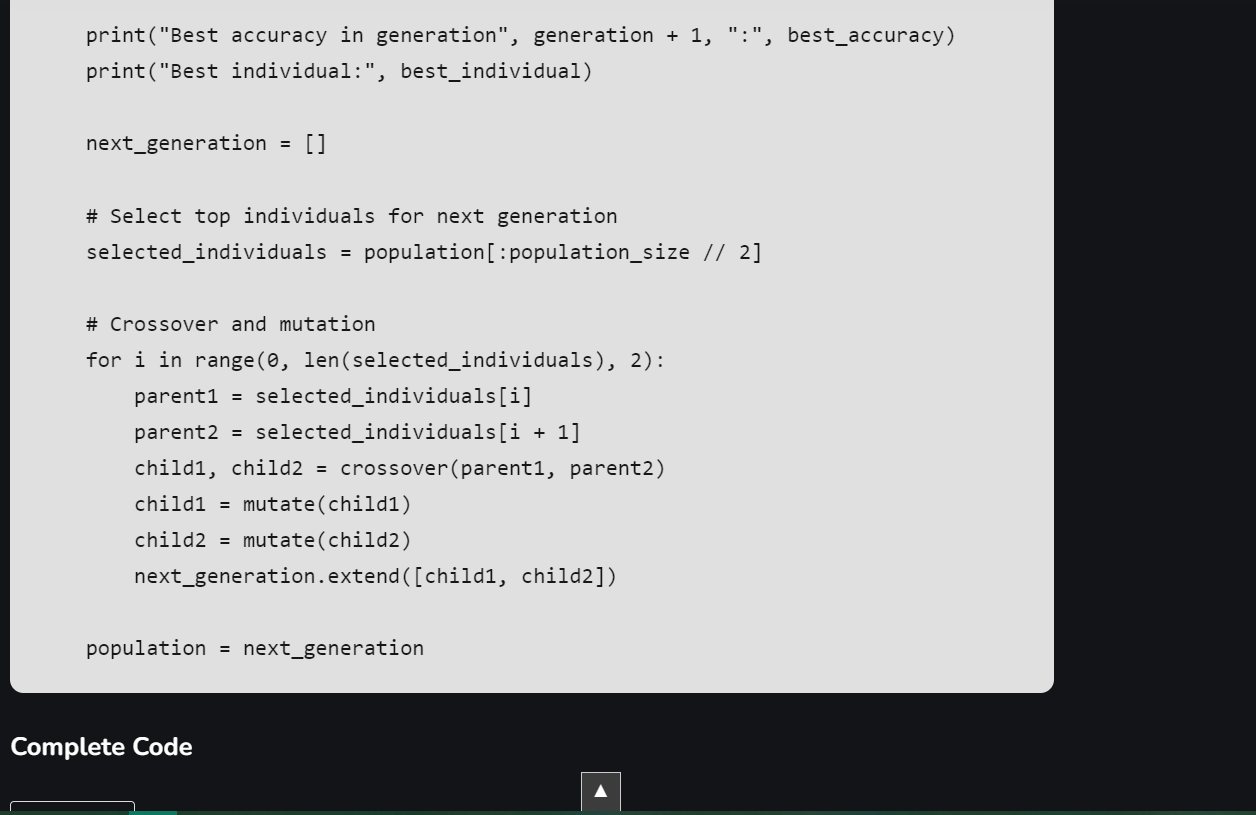 print("Best accuracy in generation", generation + 1, ":", best_accuracy)
print("Best individual:", best_individual)
next_generation = []
# Select top individuals for next generation
selected_individuals = population[:population_size // 2]
# Crossover and mutation
for i in range(0, len(selected_individuals), 2):
parent1 = selected_individuals[i]
parent2 = selected_individuals[i + 1]
child1, child2 = crossover(parent1, parent2)
child1 = mutate(child1)
child2 = mutate(child2)
next_generation.extend([child1, child2])
population = next_generation
Complete Code